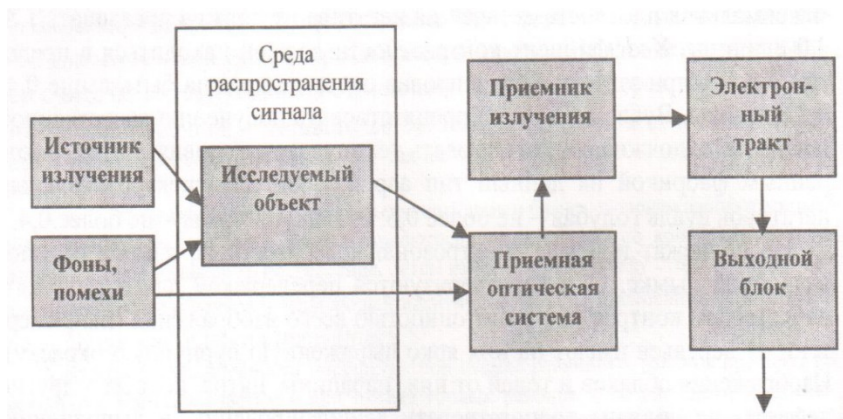 Среда
распространения
сигнала
Источник
излучения
Исследуемый
объект
Фоны,
помехи
Приемник
излучения
Электрон-
ный
тракт
Приемная
оптическая
система
Выходной
блок